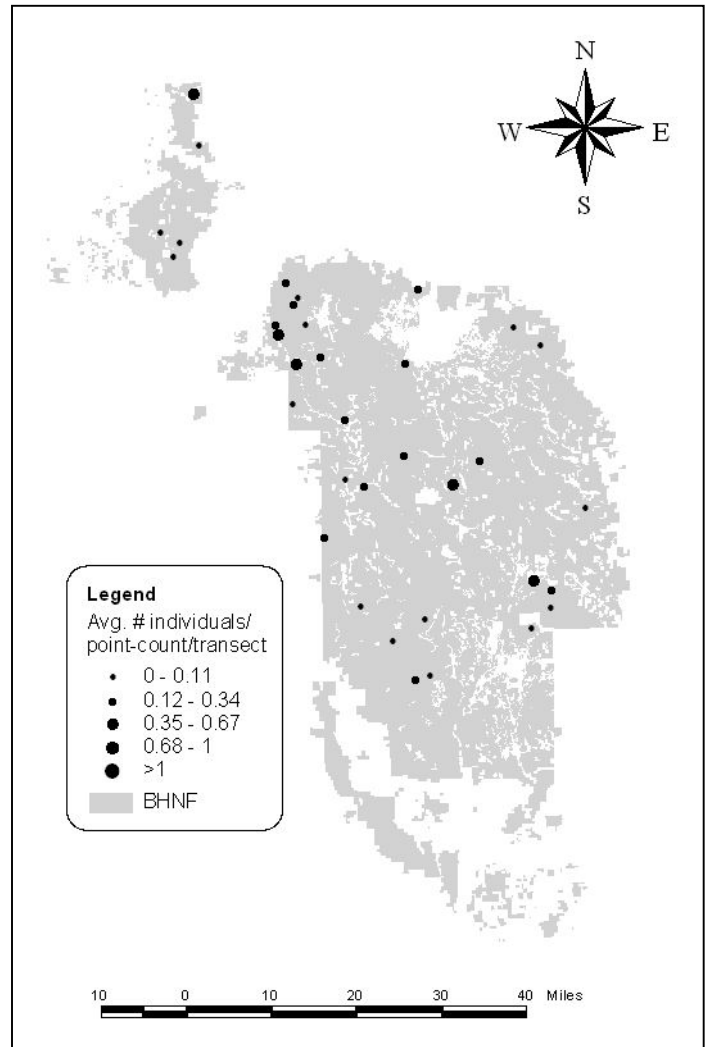 N
W E
S
Legend
Avg. # individuals/
point-count/transect
0 - 0.11
0.12 - 0.34
0.35 - 0.67
0.68 - 1
>1
BHNF
10 0 10 20 30 40 Miles